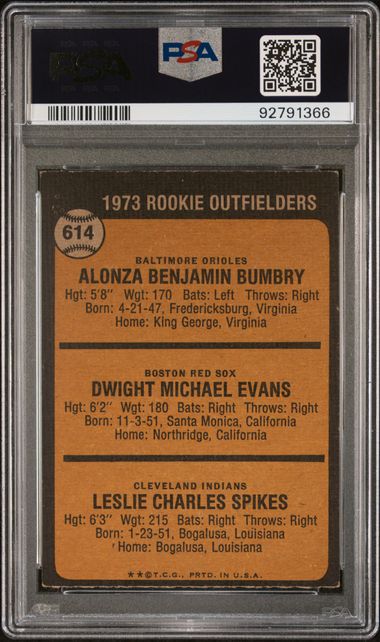 PSA
PSA
92791366
1973 ROOKIE OUTFIELDERS
614
BALTIMORE ORIOLES
ALONZA BENJAMIN BUMBRY
Hgt: 5'8" Wgt: 170 Bats: Left Throws: Right
Born: 4-21-47, Fredericksburg, Virginia
Home: King George, Virginia
BOSTON RED SOX
DWIGHT MICHAEL EVANS
Hgt: 6'2" Wgt: 180 Bats: Right Throws: Right
Born: 11-3-51, Santa Monica, California
Home: Northridge, California
CLEVELAND INDIANS
LESLIE CHARLES SPIKES
Hgt: 6'3" Wgt: 215 Bats: Right Throws: Right
Born: 1-23-51, Bogalusa, Louisiana
Home: Bogalusa, Louisiana
**© T.C.G. PRTD. IN U.S.A.
PSA